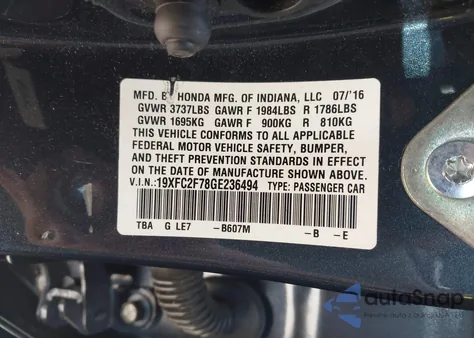 MFD. BY HONDA MFG. OF INDIANA, LLC 07/'16
GVWR 3737LBS GAWR F 1984LBS R 1786LBS
GVWR 1695KG GAWR F 900KG R 810KG
THIS VEHICLE CONFORMS TO ALL APPLICABLE
FEDERAL MOTOR VEHICLE SAFETY, BUMPER,
AND THEFT PREVENTION STANDARDS IN EFFECT
ON THE DATE OF MANUFACTURE SHOWN ABOVE.
V.I.N.:19XFC2F78GE236494 TYPE: PASSENGER CAR
TBA G LE7 -B607M -B -E
autoSnap